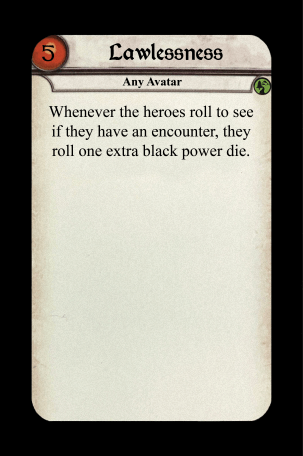 5
Lawlessness
Any Avatar
Whenever the heroes roll to see
if they have an encounter, they
roll one extra black power die.